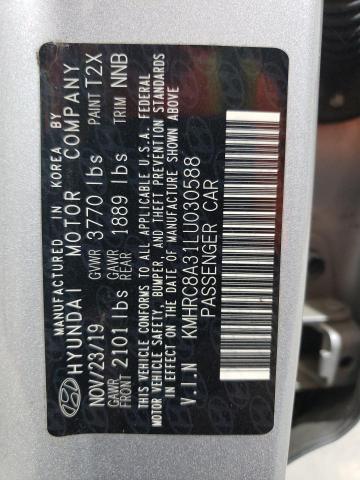 MANUFACTURED IN KOREA BY
HYUNDAI MOTOR COMPANY
NOV/23/19 GVWR 3770 lbs PAINT T2X
GAWR FRONT 2101 lbs GAWR REAR 1889 lbs TRIM NNB
THIS VEHICLE CONFORMS TO ALL APPLICABLE U.S.A. FEDERAL
MOTOR VEHICLE SAFETY, BUMPER, AND THEFT PREVENTION STANDARDS
IN EFFECT ON THE DATE OF MANUFACTURE SHOWN ABOVE
V.I.N KMHRC8A31LU030588
PASSENGER CAR